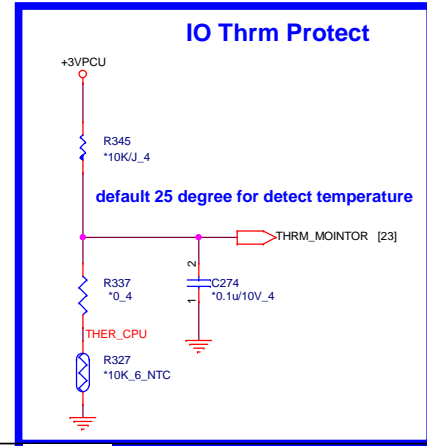 IO Thrm Protect
+3VPCU
R345
*10K/J_4
default 25 degree for detect temperature
THRM_MOINTOR [23]
R337
*0_4
2
1
C274
*0.1u/10V_4
THER_CPU
R327
*10K_6_NTC